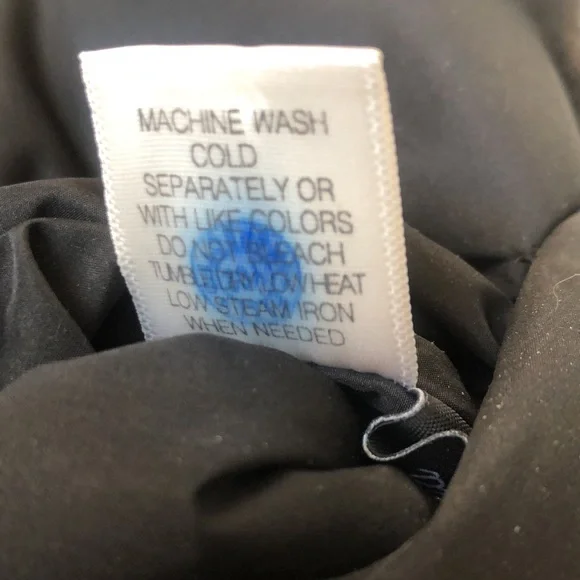 MACHINE WASH
COLD
SEPARATELY OR
WITH LIKE COLORS
DO NOT BLEACH
TUMBLE DRY LOW HEAT
LOW STEAM IRON
WHEN NEEDED